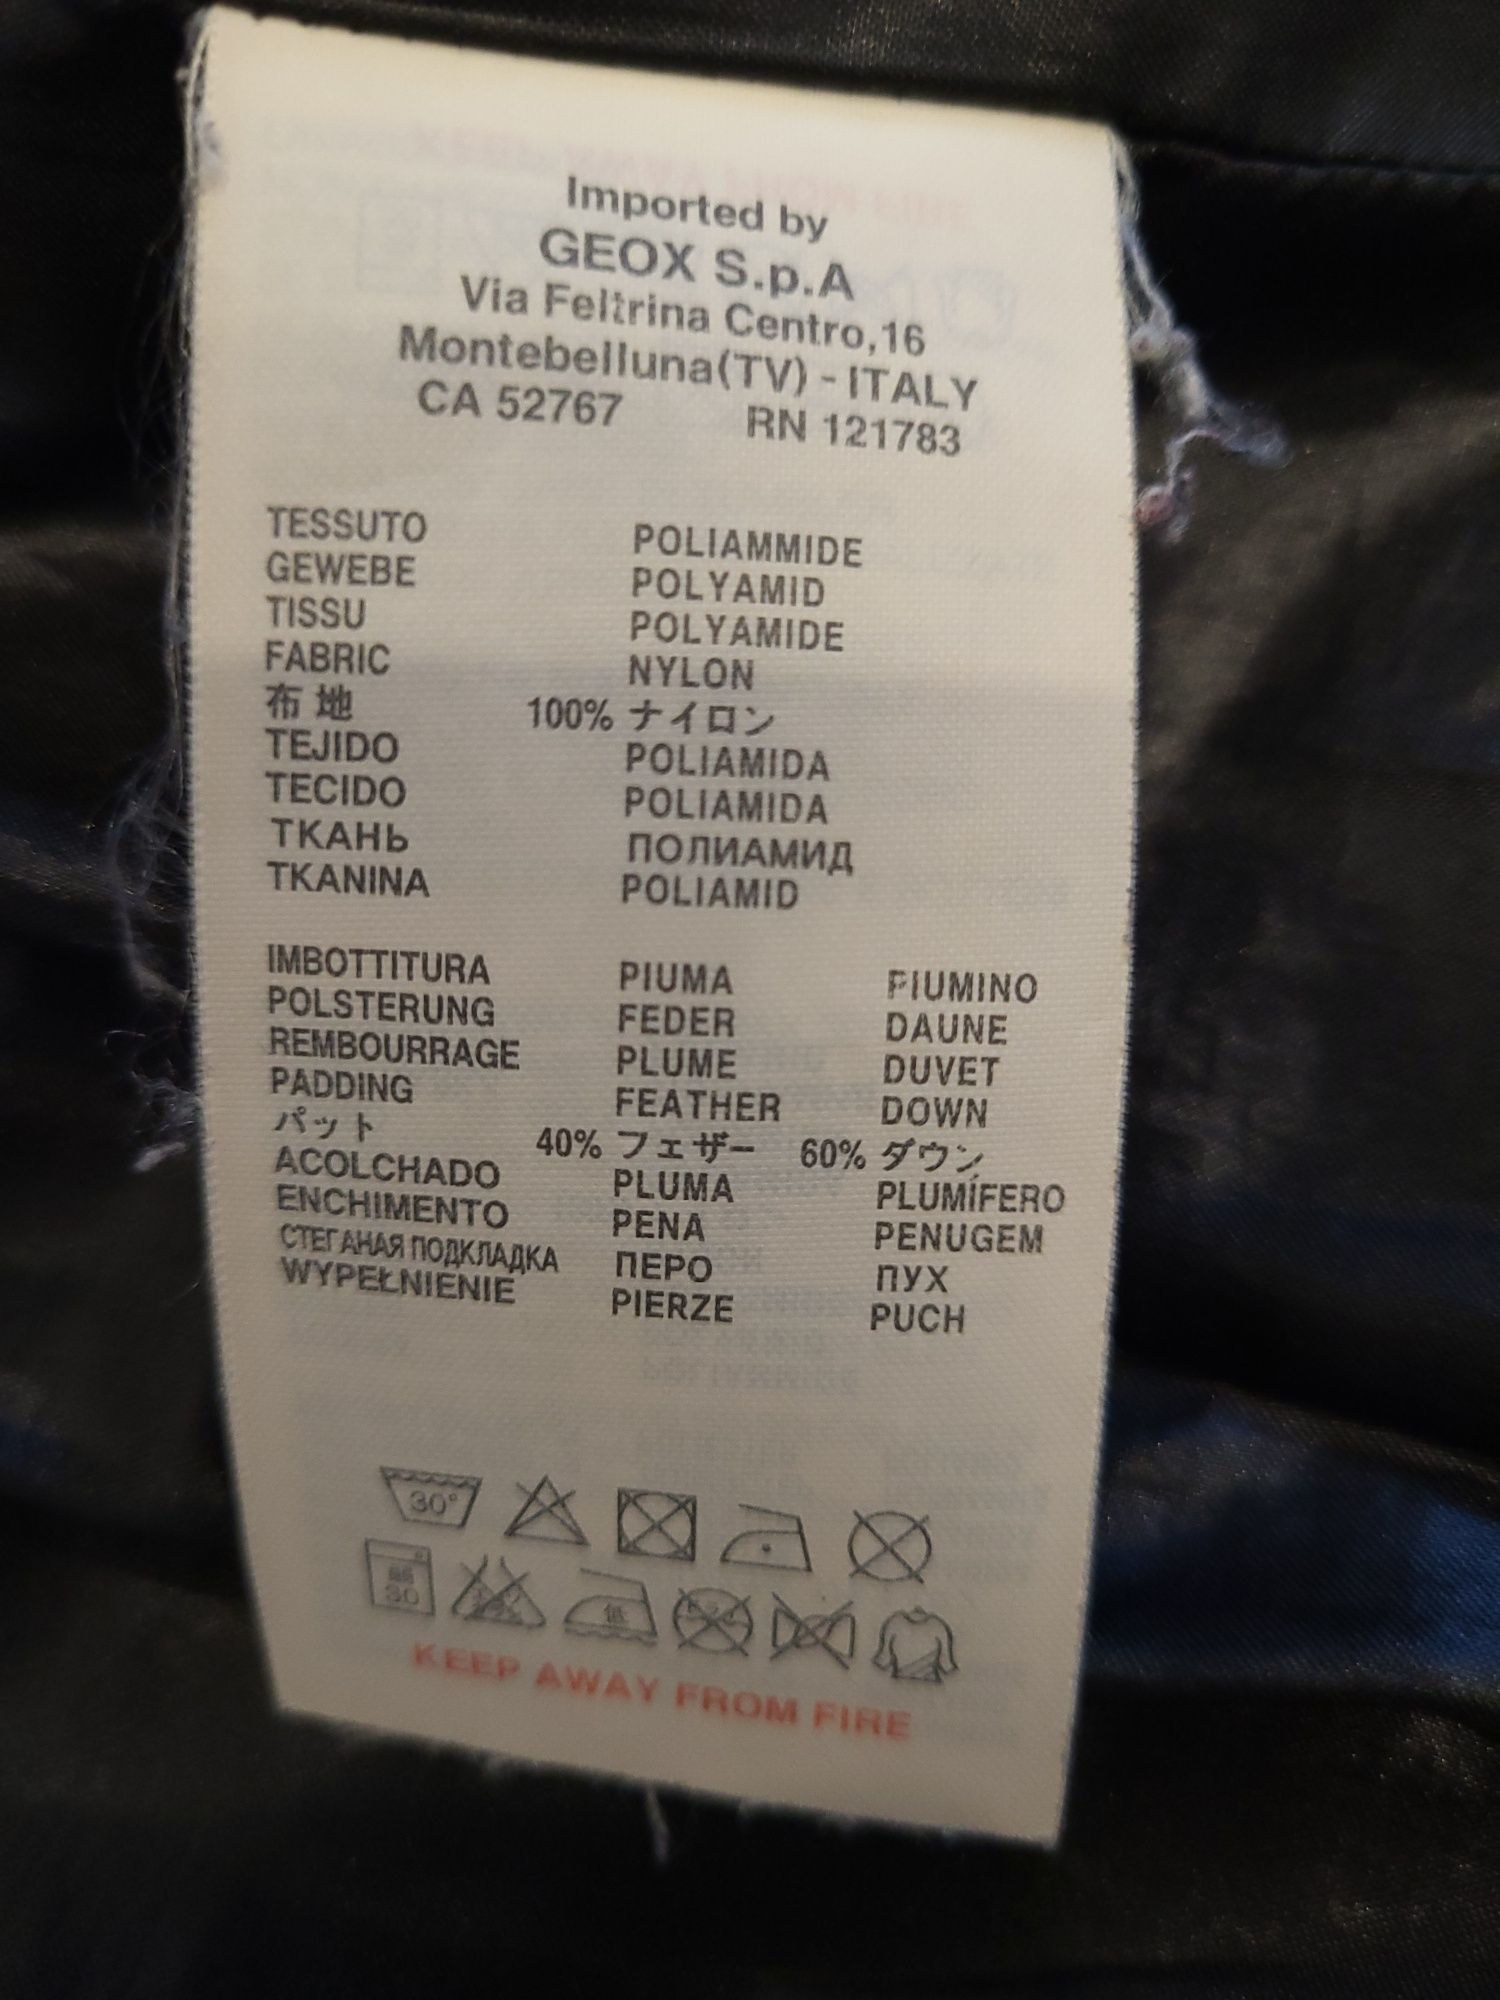 Imported by
GEOX S.p.A
Via Feltrina Centro,16
Montebelluna(TV) - ITALY
CA 52767 RN 121783
TESSUTO POLIAMMIDE
GEWEBE POLYAMID
TISSU POLYAMIDE
FABRIC NYLON
布地 100% ナイロン
TEJIDO POLIAMIDA
TECIDO POLIAMIDA
ТКАНЬ ПОЛИАМИД
TKANINA POLIAMID
IMBOTTITURA PIUMA PIUMINO
POLSTERUNG FEDER DAUNE
REMBOURRAGE PLUME DUVET
PADDING FEATHER DOWN
パット 40% フェザー 60% ダウン
ACOLCHADO PLUMA PLUMÍFERO
ENCHIMENTO PENA PENUGEM
СТЕГАНАЯ ПОДКЛАДКА ПЕРО ПУХ
WYPEŁNIENIE PIERZE PUCH
30°
30 低
KEEP AWAY FROM FIRE